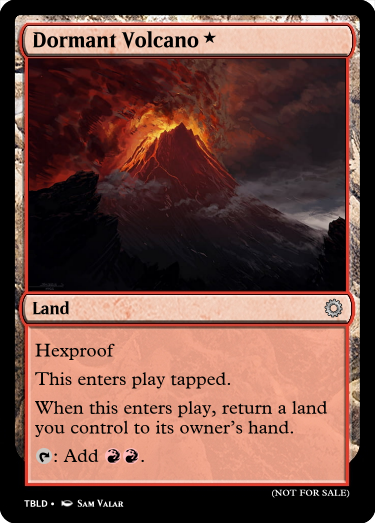 Dormant Volcano ★
Land
Hexproof
This enters play tapped.
When this enters play, return a land
you control to its owner's hand.
: Add .
(NOT FOR SALE)
TBLD • Sam Valar